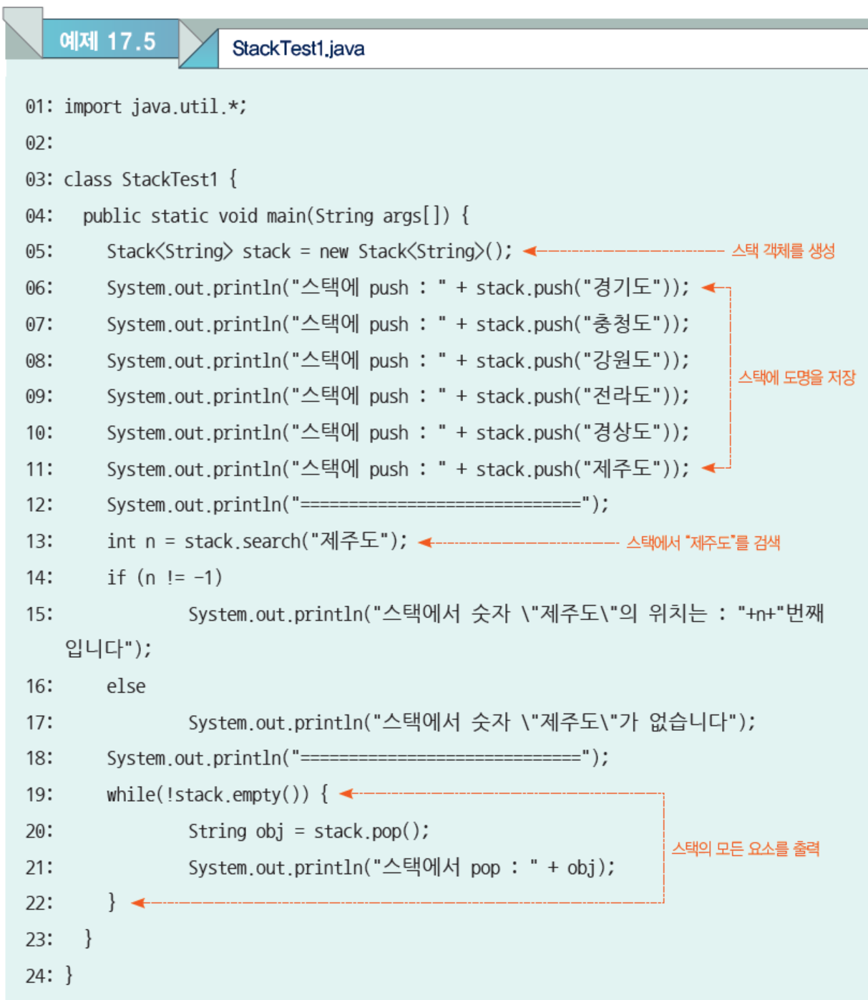 예제 17.5
StackTest1.java
01: import java.util.*;
02:
03: class StackTest1 {
04: public static void main(String args[]) {
05: Stack<String> stack = new Stack<String>(); 스택 객체를 생성
06: System.out.println("스택에 push : " + stack.push("경기도"));
07: System.out.println("스택에 push : " + stack.push("충청도"));
08: System.out.println("스택에 push : " + stack.push("강원도"));
스택에 도명을 저장
09: System.out.println("스택에 push : " + stack.push("전라도"));
10: System.out.println("스택에 push : " + stack.push("경상도"));
11: System.out.println("스택에 push : " + stack.push("제주도"));
12: System.out.println("=============================");
13: int n = stack.search("제주도"); 스택에서 "제주도"를 검색
14: if (n != -1)
15: System.out.println("스택에서 숫자 \"제주도\"의 위치는 : "+n+"번째
입니다");
16: else
17: System.out.println("스택에서 숫자 \"제주도\"가 없습니다");
18: System.out.println("=============================");
19: while(!stack.empty()) {
20: String obj = stack.pop();
스택의 모든 요소를 출력
21: System.out.println("스택에서 pop : " + obj);
22: }
23: }
24: }